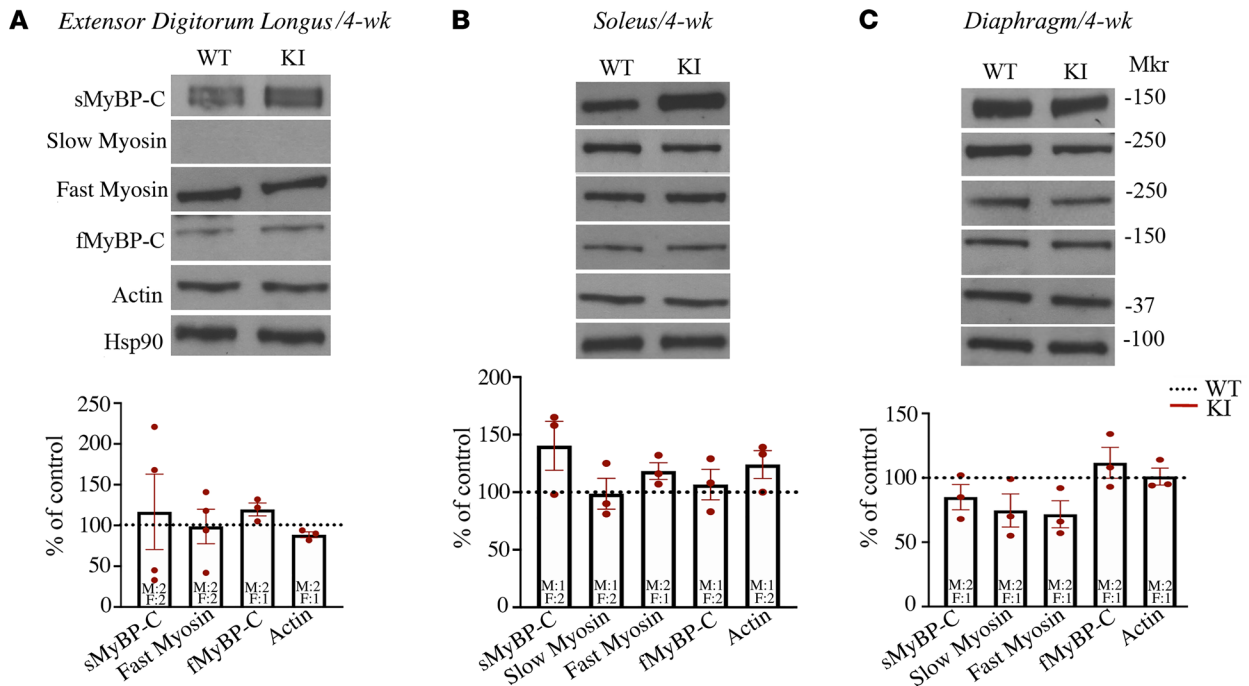 A Extensor Digitorum Longus/4-wk
WT KI
sMyBP-C
Slow Myosin
Fast Myosin
fMyBP-C
Actin
Hsp90
% of control
250
200
150
100
50
0
M:2 M:2 M:2 M:2
F:2 F:2 F:1 F:1
sMyBP-C Fast Myosin fMyBP-C Actin
B Soleus/4-wk
WT KI
% of control
200
150
100
50
0
M:1 M:1 M:2 M:1 M:1
F:2 F:2 F:1 F:2 F:2
sMyBP-C Slow Myosin Fast Myosin fMyBP-C Actin
C Diaphragm/4-wk
WT KI Mkr
-150
-250
-250
-150
-37
-100
WT
KI
% of control
150
100
50
0
M:2 M:2 M:2 M:2 M:2
F:1 F:1 F:1 F:1 F:1
sMyBP-C Slow Myosin Fast Myosin fMyBP-C Actin